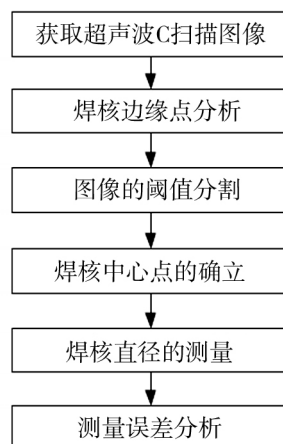 获取超声波C扫描图像
焊核边缘点分析
图像的阈值分割
焊核中心点的确立
焊核直径的测量
测量误差分析